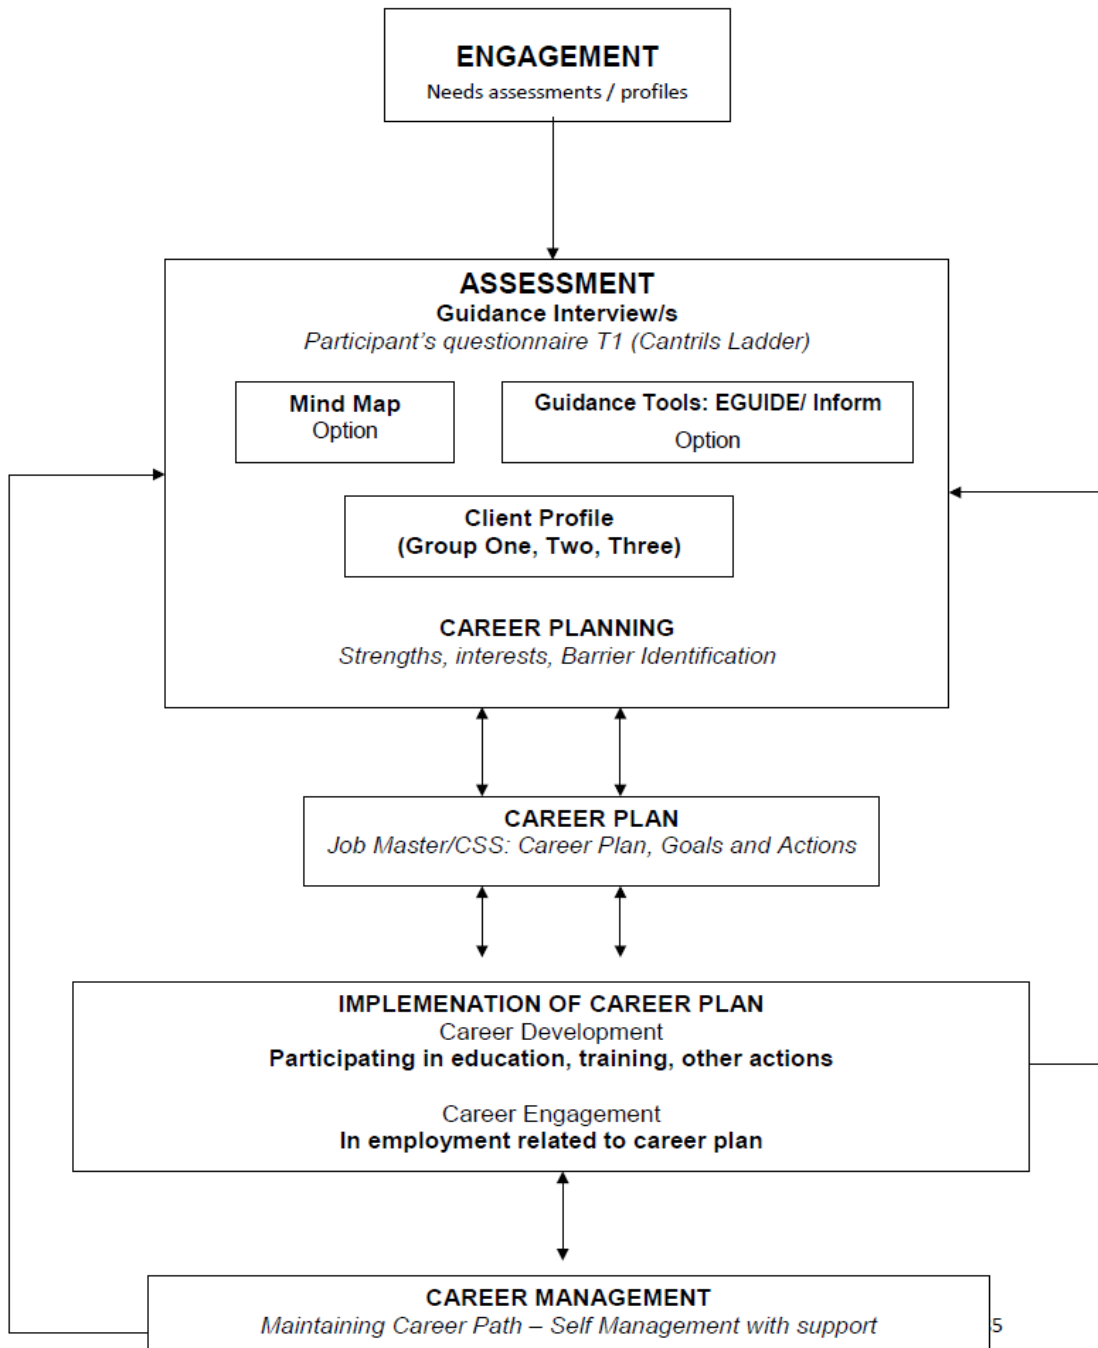 ENGAGEMENT
Needs assessments / profiles
ASSESSMENT
Guidance Interview/s
Participant's questionnaire T1 (Cantrils Ladder)
Mind Map
Option
Guidance Tools: EGUIDE/ Inform
Option
Client Profile
(Group One, Two, Three)
CAREER PLANNING
Strengths, interests, Barrier Identification
CAREER PLAN
Job Master/CSS: Career Plan, Goals and Actions
IMPLEMENATION OF CAREER PLAN
Career Development
Participating in education, training, other actions
Career Engagement
In employment related to career plan
CAREER MANAGEMENT
Maintaining Career Path – Self Management with support